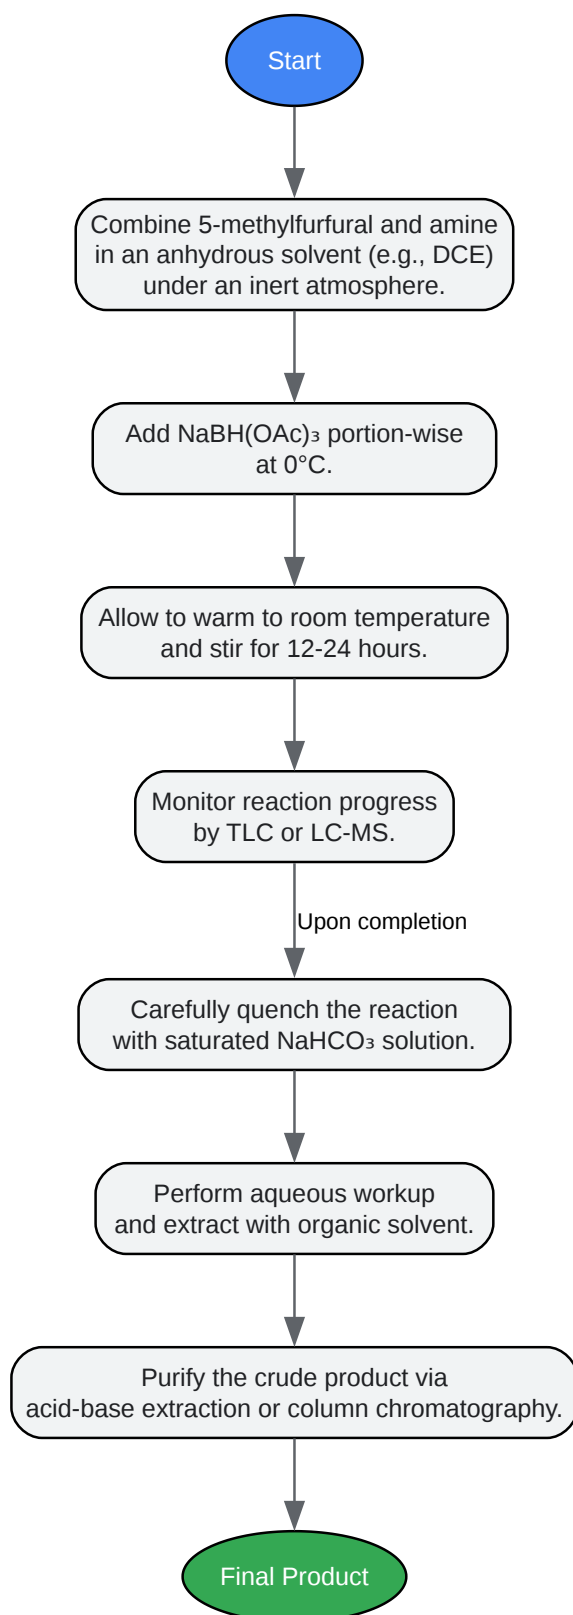 Start
Combine 5-methylfurfural and amine
in an anhydrous solvent (e.g., DCE)
under an inert atmosphere.
Add NaBH(OAc)₃ portion-wise
at 0°C.
Allow to warm to room temperature
and stir for 12-24 hours.
Monitor reaction progress
by TLC or LC-MS.
Upon completion
Carefully quench the reaction
with saturated NaHCO₃ solution.
Perform aqueous workup
and extract with organic solvent.
Purify the crude product via
acid-base extraction or column chromatography.
Final Product